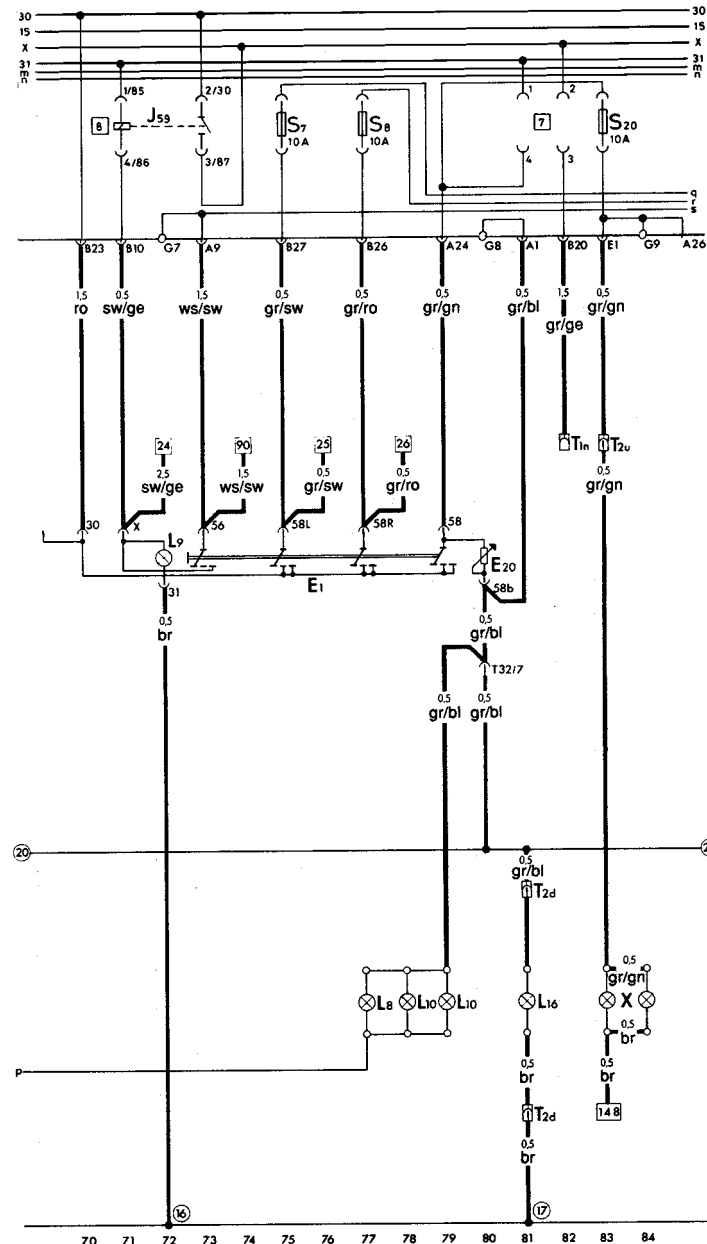 30 30
15 15
X X
31 31
m m
n n
1/85 2/30 1 2
8 J59 S7 S8 7 S20
10A 10A 10A
4/86 3/87 4 3
q
r
s
B23 B10 G7 A9 B27 B26 A24 G8 A1 B20 E1 G9 A26
1,5 0,5 1,5 0,5 0,5 0,5 0,5 1,5 0,5
ro sw/ge ws/sw gr/sw gr/ro gr/gn gr/bl gr/ge gr/gn
24 90 25 26 T1n T2u
2,5 1,5 0,5 0,5 0,5
sw/ge ws/sw gr/sw gr/ro gr/gn
30 X 56 58L 58R 58
L9 E20
E1
31 58b
0,5 0,5
br gr/bl
T32/7
0,5 0,5
gr/bl gr/bl
20 2
0,5
gr/bl
T2d
0,5
gr/gn
L8 L10 L10 L16 X
0,5
br
p
0,5 0,5
br br
T2d 148
0,5
br
16 17
70 71 72 73 74 75 76 77 78 79 80 81 82 83 84